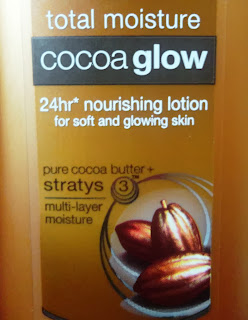 total moisture
cocoa glow
24hr* nourishing lotion
for soft and glowing skin
pure cocoa butter +
stratys 3™
multi-layer
moisture